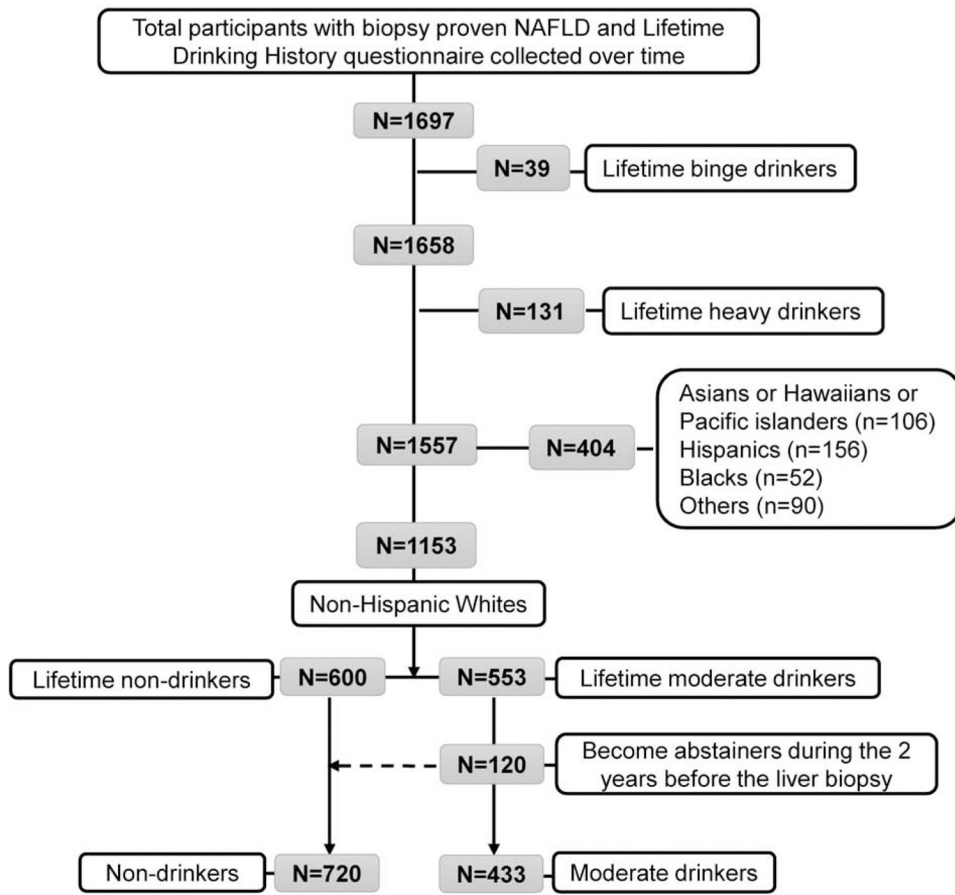 Total participants with biopsy proven NAFLD and Lifetime
Drinking History questionnaire collected over time
N=1697
N=39
Lifetime binge drinkers
N=1658
N=131
Lifetime heavy drinkers
Asians or Hawaiians or
Pacific islanders (n=106)
Hispanics (n=156)
Blacks (n=52)
Others (n=90)
N=1557
N=404
N=1153
Non-Hispanic Whites
Lifetime non-drinkers
N=600
N=553
Lifetime moderate drinkers
N=120
Become abstainers during the 2
years before the liver biopsy
Non-drinkers
N=720
N=433
Moderate drinkers